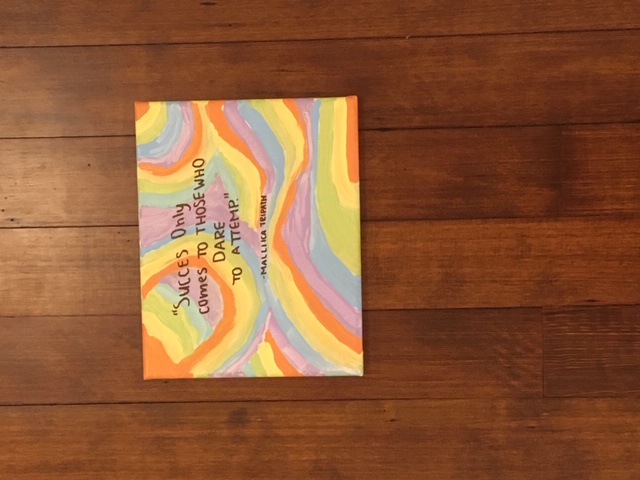 "Succes Only
comes to THOSE WHO
DARE
TO ATTEMP."
-MALLIKA TRIPATH